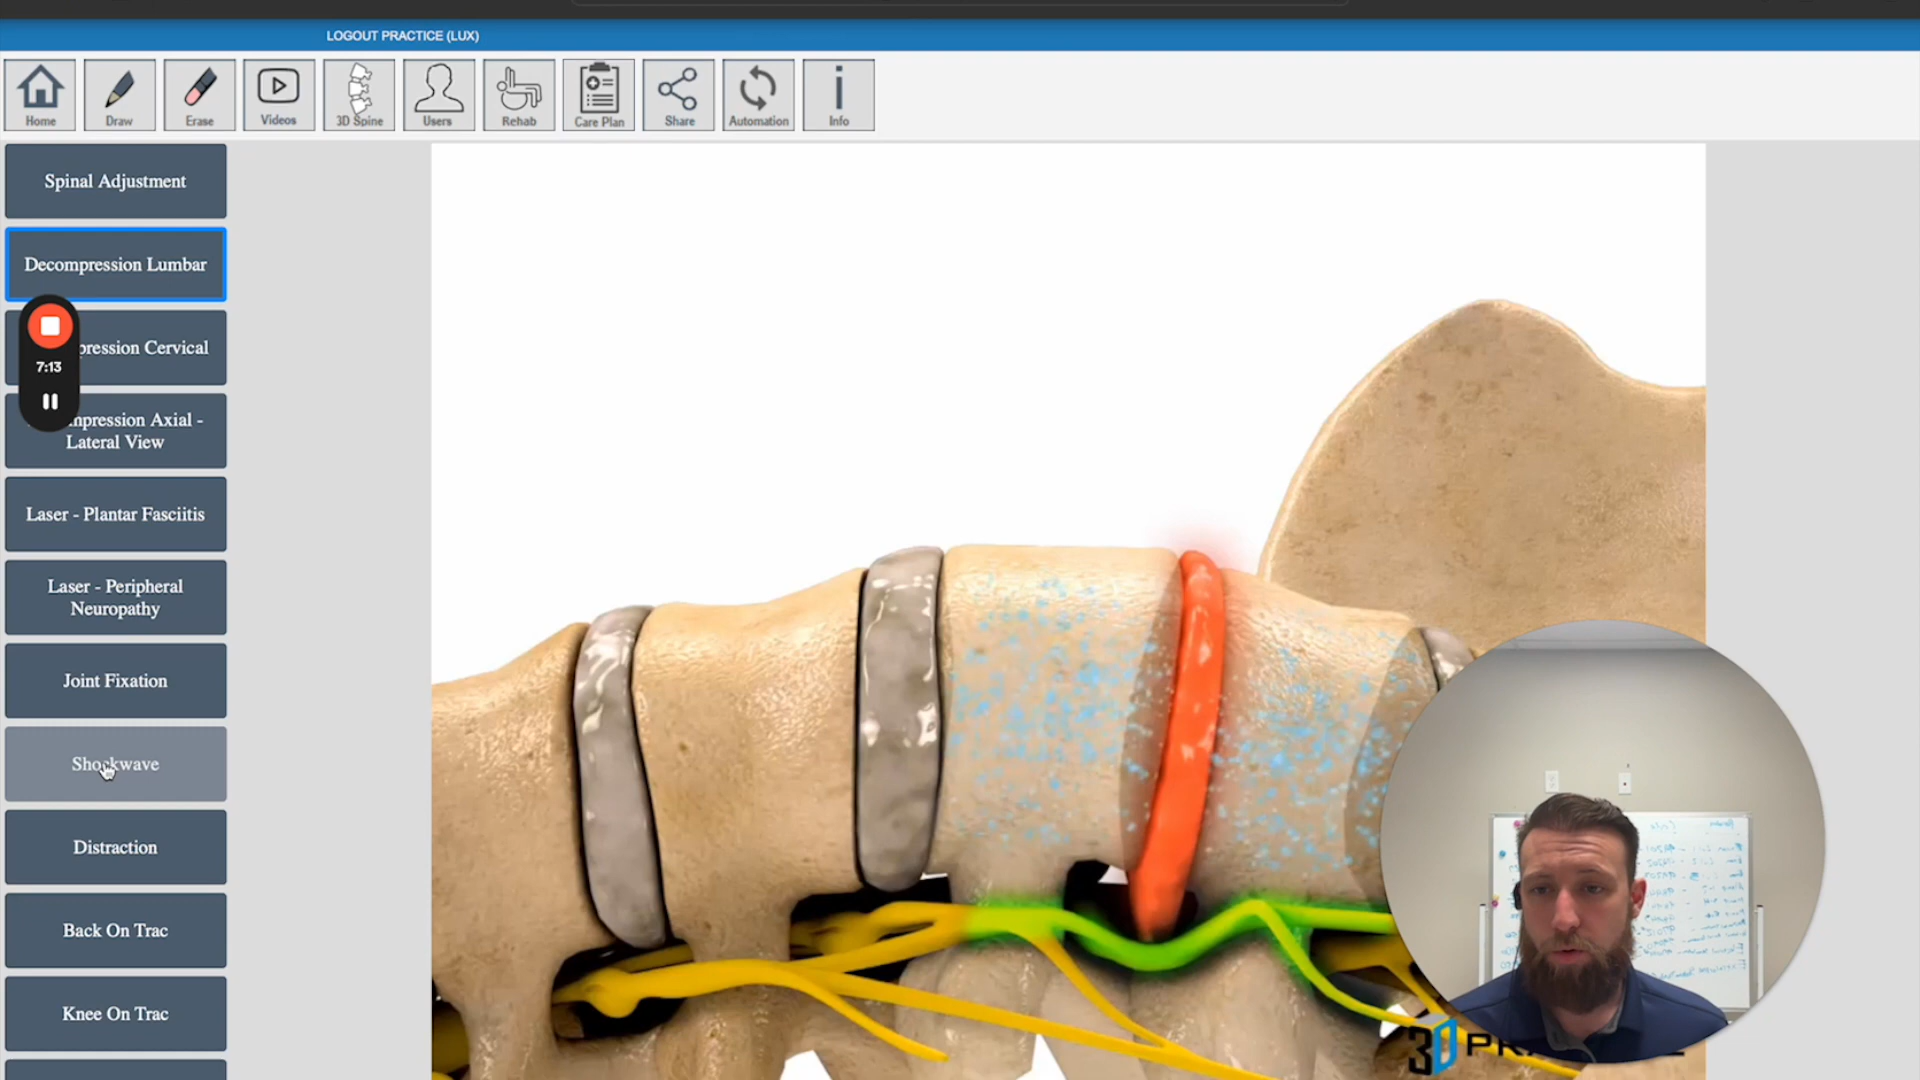 LOGOUT PRACTICE (LUX)
Home
Draw
Erase
Videos
3D Spine
Users
Rehab
Care Plan
Share
Automation
Info
Spinal Adjustment
Decompression Lumbar
pression Cervical
mpression Axial -
Lateral View
Laser - Plantar Fasciitis
Laser - Peripheral
Neuropathy
Joint Fixation
Shockwave
Distraction
Back On Trac
Knee On Trac
7:13
3D